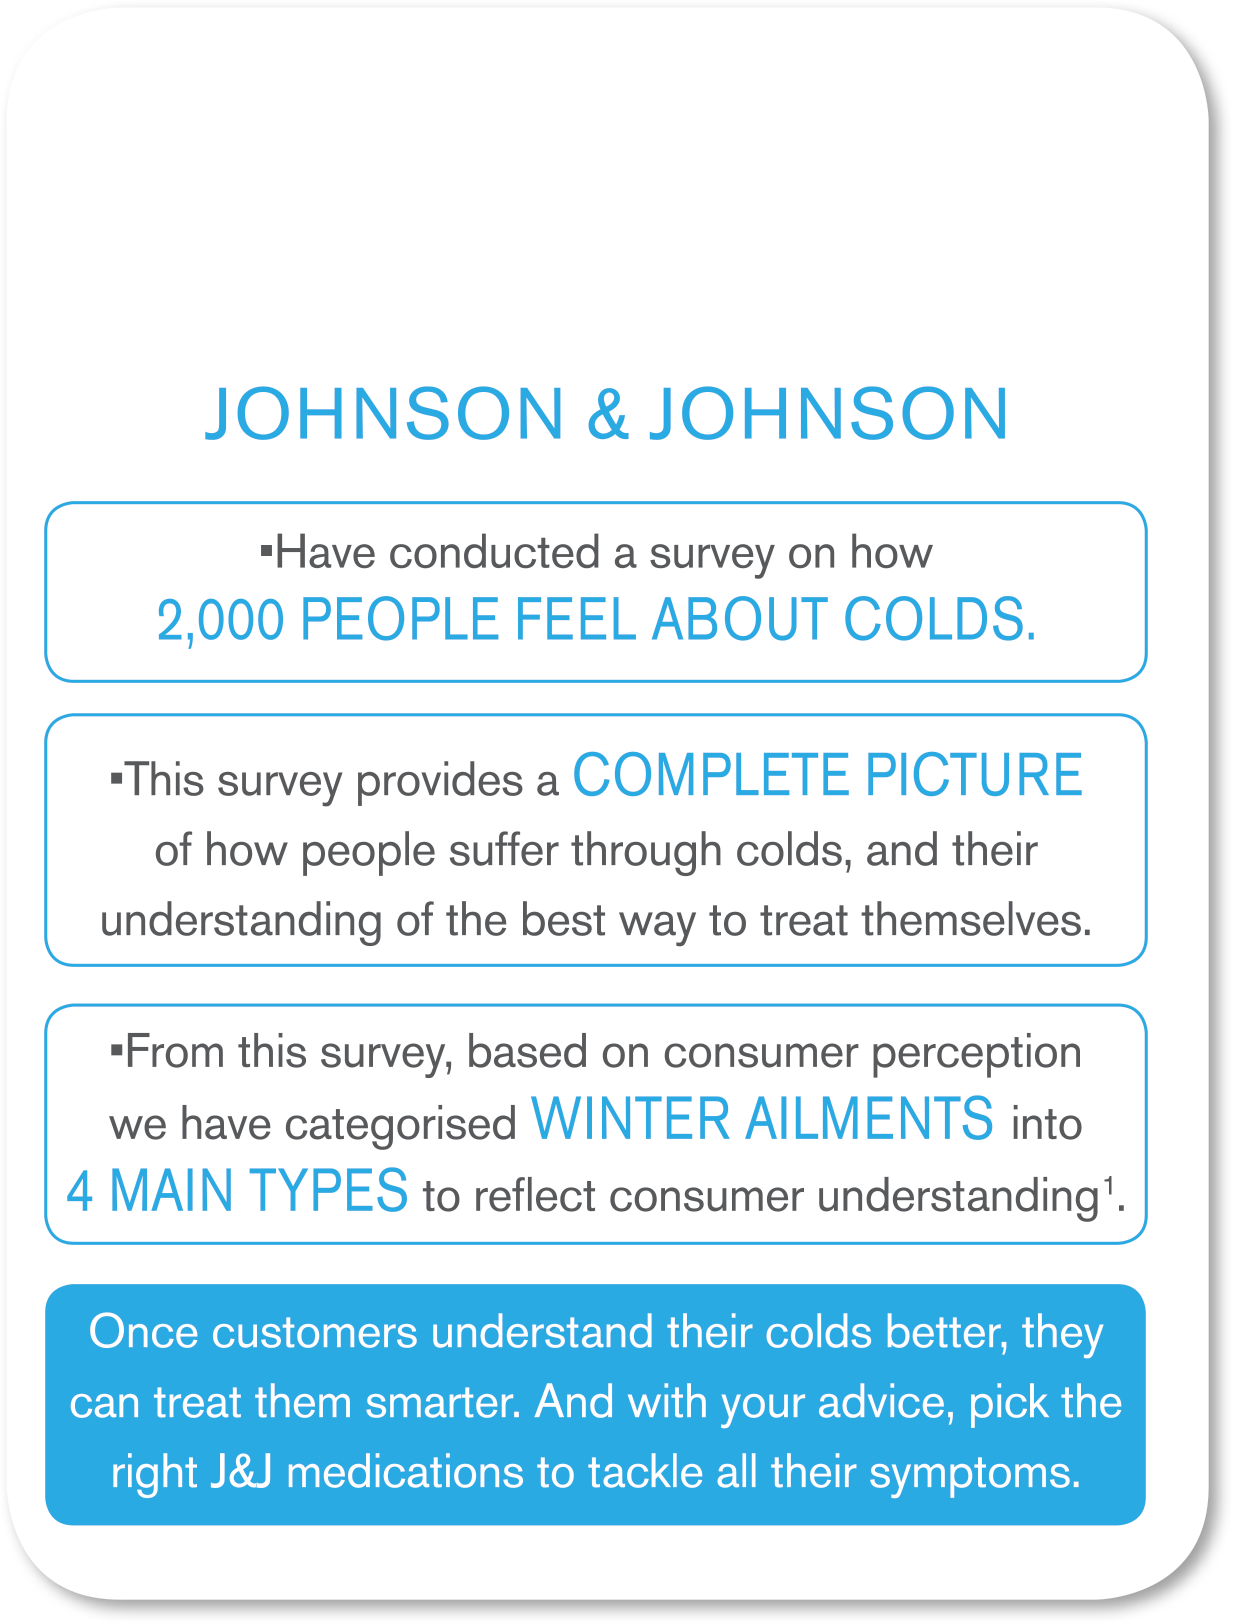 JOHNSON & JOHNSON
▪Have conducted a survey on how
2,000 PEOPLE FEEL ABOUT COLDS.
▪This survey provides a COMPLETE PICTURE
of how people suffer through colds, and their
understanding of the best way to treat themselves.
▪From this survey, based on consumer perception
we have categorised WINTER AILMENTS into
4 MAIN TYPES to reflect consumer understanding¹.
Once customers understand their colds better, they
can treat them smarter. And with your advice, pick the
right J&J medications to tackle all their symptoms.